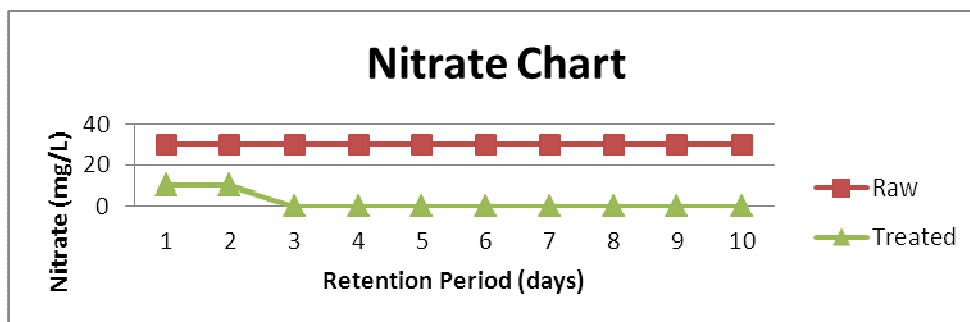 Nitrate Chart
Nitrate (mg/L)
40
20
0
1 2 3 4 5 6 7 8 9 10
Retention Period (days)
Raw
Treated